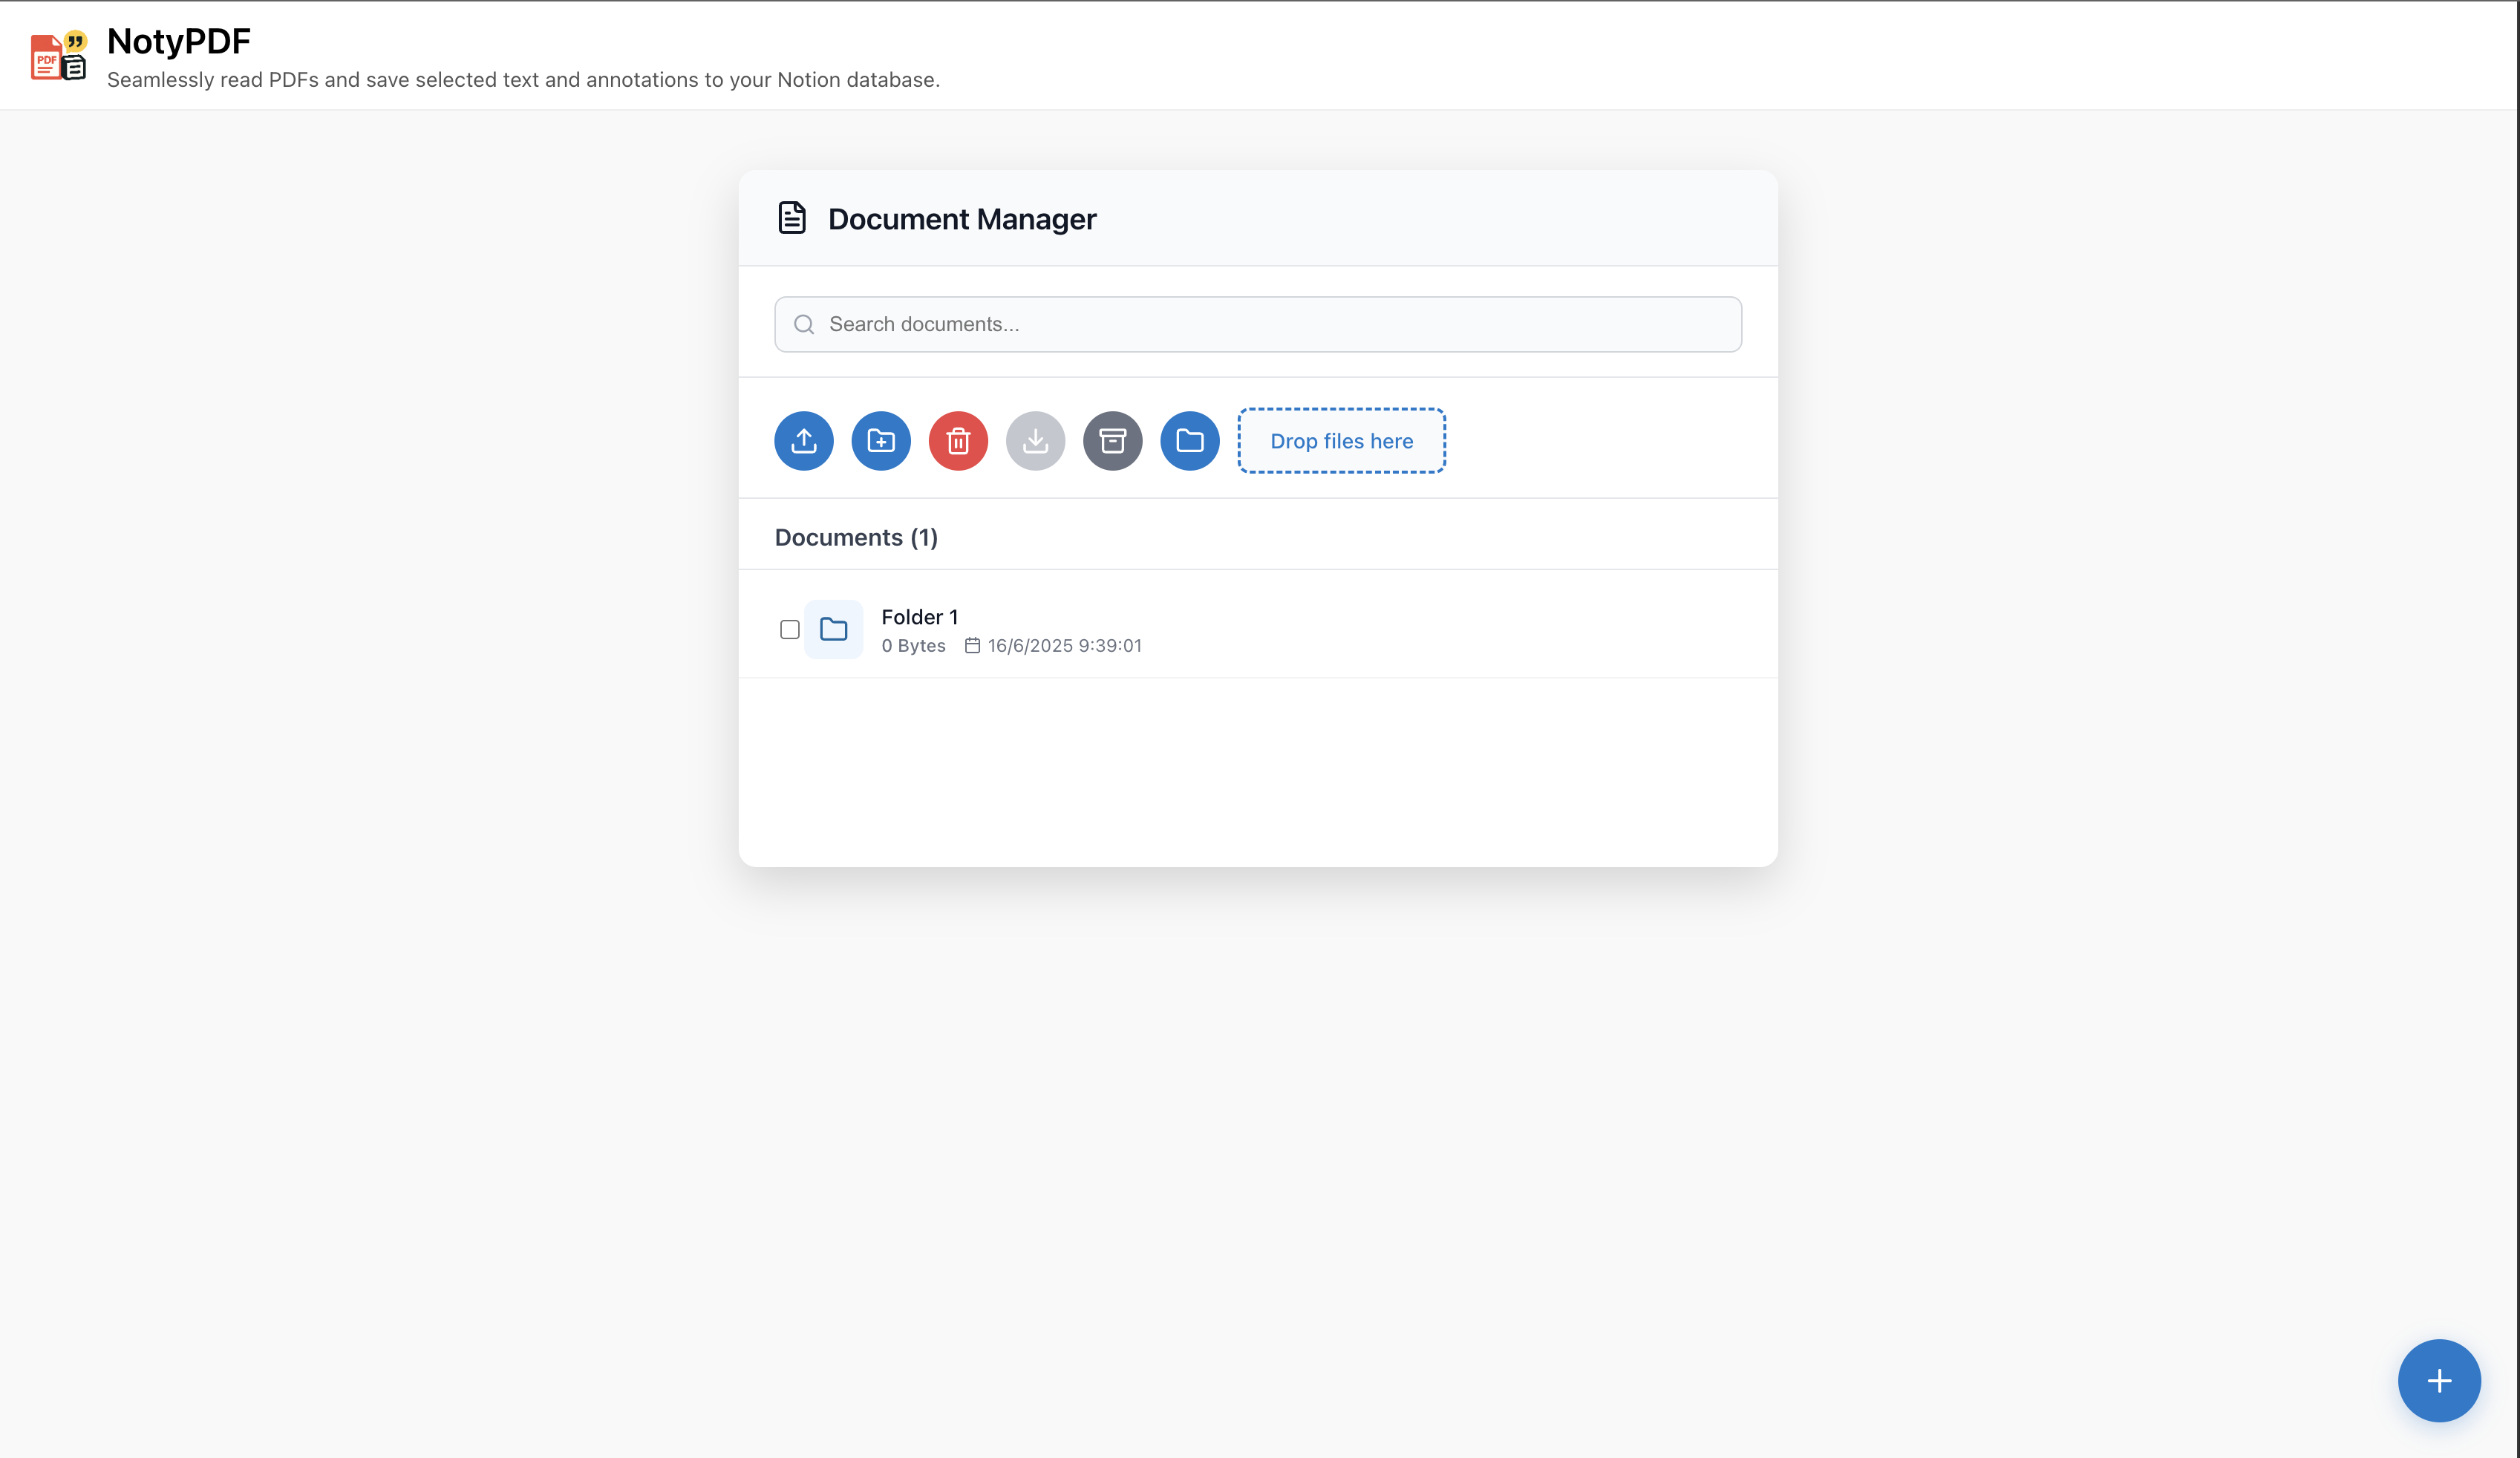 NotyPDF
PDF
Seamlessly read PDFs and save selected text and annotations to your Notion database.
Document Manager
Search documents...
Drop files here
Documents (1)
Folder 1
0 Bytes 16/6/2025 9:39:01